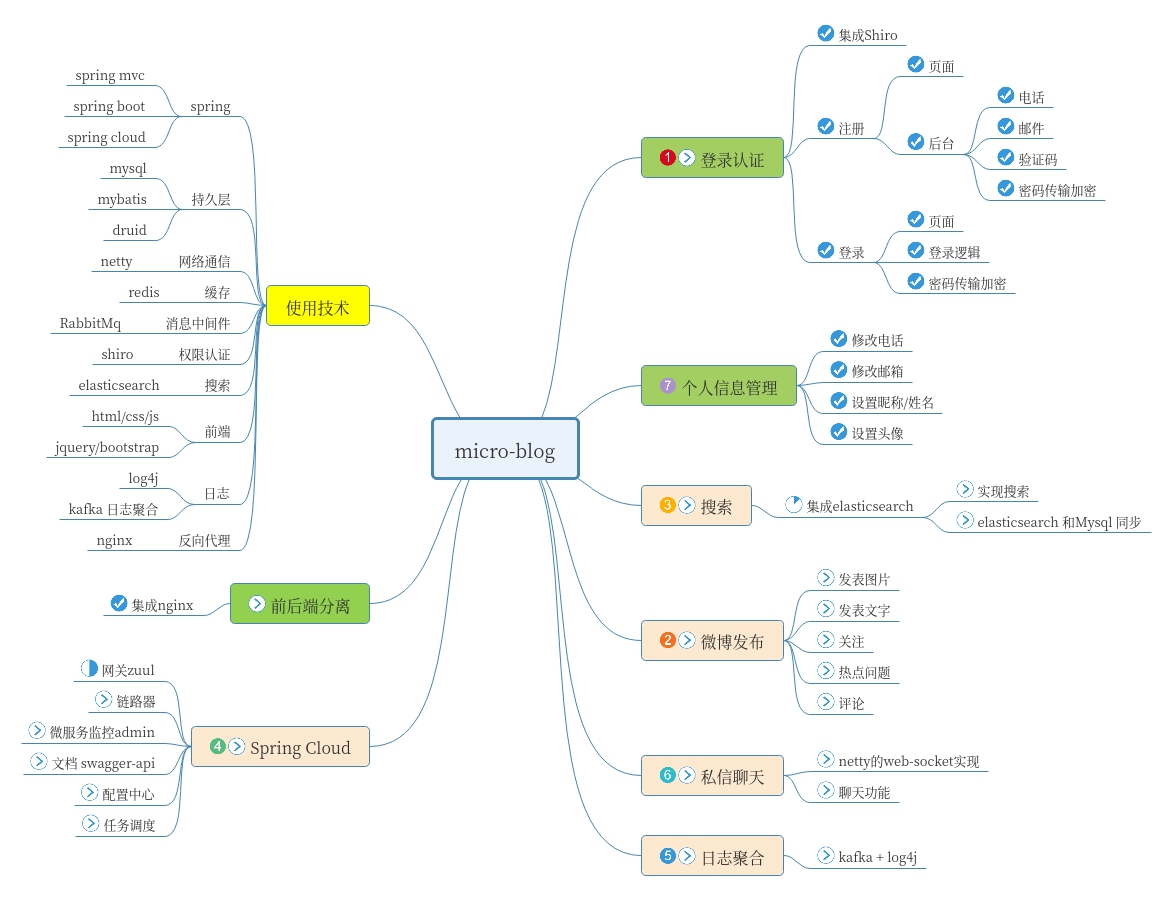 micro-blog
1 登录认证
集成Shiro
注册
页面
后台
电话
邮件
验证码
密码传输加密
登录
页面
登录逻辑
密码传输加密
7 个人信息管理
修改电话
修改邮箱
设置昵称/姓名
设置头像
3 搜索
集成elasticsearch
实现搜索
elasticsearch 和Mysql 同步
2 微博发布
发表图片
发表文字
关注
热点问题
评论
6 私信聊天
netty的web-socket实现
聊天功能
5 日志聚合
kafka + log4j
使用技术
spring
spring mvc
spring boot
spring cloud
持久层
mysql
mybatis
druid
网络通信
netty
缓存
redis
消息中间件
RabbitMq
权限认证
shiro
搜索
elasticsearch
前端
html/css/js
jquery/bootstrap
日志
log4j
kafka 日志聚合
反向代理
nginx
前后端分离
集成nginx
4 Spring Cloud
网关zuul
链路器
微服务监控admin
文档 swagger-api
配置中心
任务调度